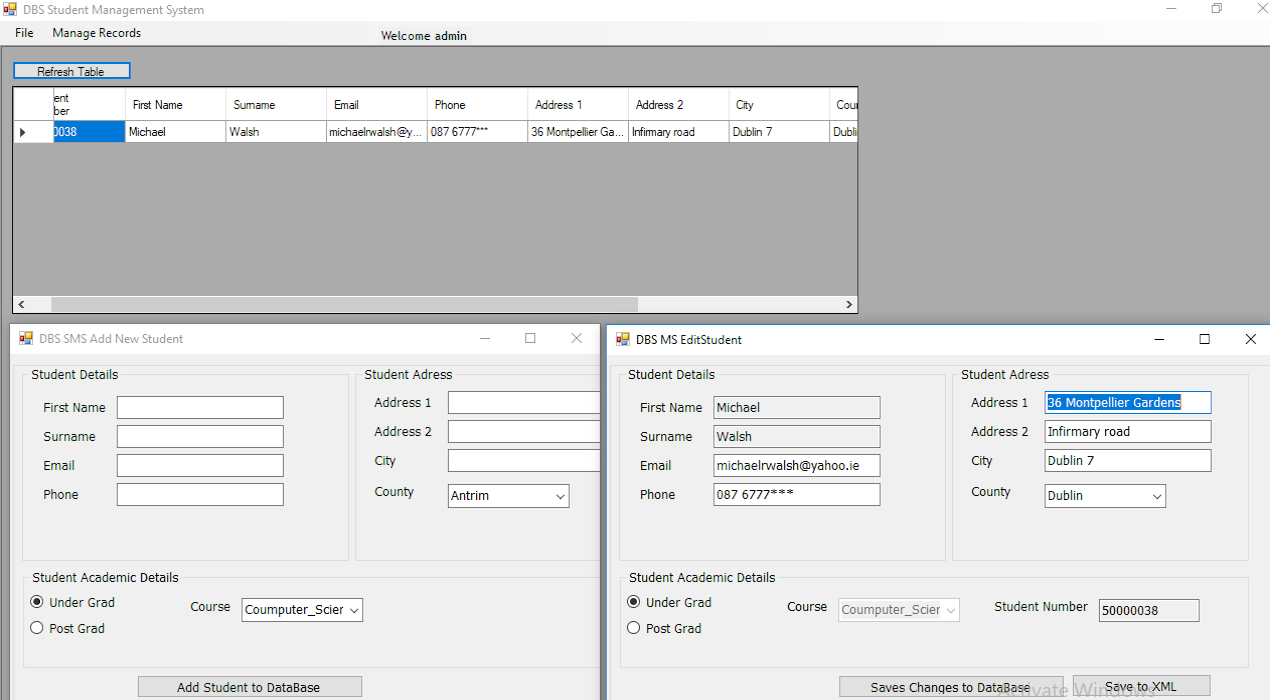 DBS Student Management System
File Manage Records Welcome admin
Refresh Table
ent
ber First Name Surname Email Phone Address 1 Address 2 City Cour
0038 Michael Walsh michaelrwalsh@y... 087 6777*** 36 Montpellier Ga... Infirmary road Dublin 7 Dubli
DBS SMS Add New Student
Student Details Student Adress
First Name Address 1
Surname Address 2
Email City
Phone County Antrim
Student Academic Details
Under Grad Course Coumputer_Scier
Post Grad
Add Student to DataBase
DBS MS EditStudent
Student Details Student Adress
First Name Michael Address 1 36 Montpellier Gardens
Surname Walsh Address 2 Infirmary road
Email michaelrwalsh@yahoo.ie City Dublin 7
Phone 087 6777*** County Dublin
Student Academic Details
Under Grad Course Coumputer_Scier Student Number 50000038
Post Grad
Saves Changes to DataBase Save to XML
Activate Windows